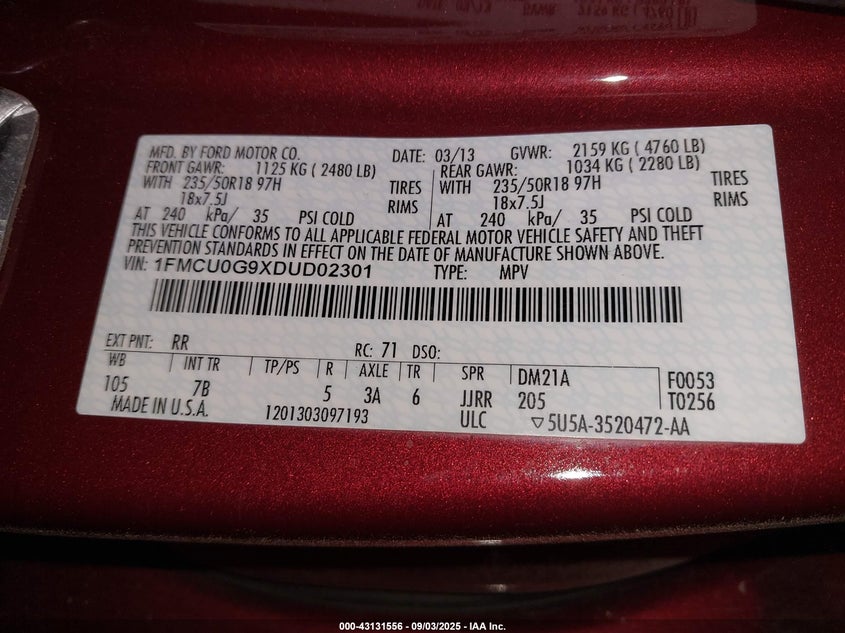 MFD. BY FORD MOTOR CO. DATE: 03/13 GVWR: 2159 KG ( 4760 LB)
FRONT GAWR: 1125 KG ( 2480 LB) REAR GAWR: 1034 KG ( 2280 LB)
WITH 235/50R18 97H TIRES WITH 235/50R18 97H TIRES
18x7.5J RIMS 18x7.5J RIMS
AT 240 kPa/ 35 PSI COLD AT 240 kPa/ 35 PSI COLD
THIS VEHICLE CONFORMS TO ALL APPLICABLE FEDERAL MOTOR VEHICLE SAFETY AND THEFT
PREVENTION STANDARDS IN EFFECT ON THE DATE OF MANUFACTURE SHOWN ABOVE.
VIN: 1FMCU0G9XDUD02301 TYPE: MPV
EXT PNT: RR RC: 71 DSO:
WB INT TR TP/PS R AXLE TR SPR DM21A F0053
105 7B 5 3A 6 JJRR 205 T0256
MADE IN U.S.A. 1201303097193 ULC ▽5U5A-3520472-AA
000-43131556 - 09/03/2025 - IAA Inc.